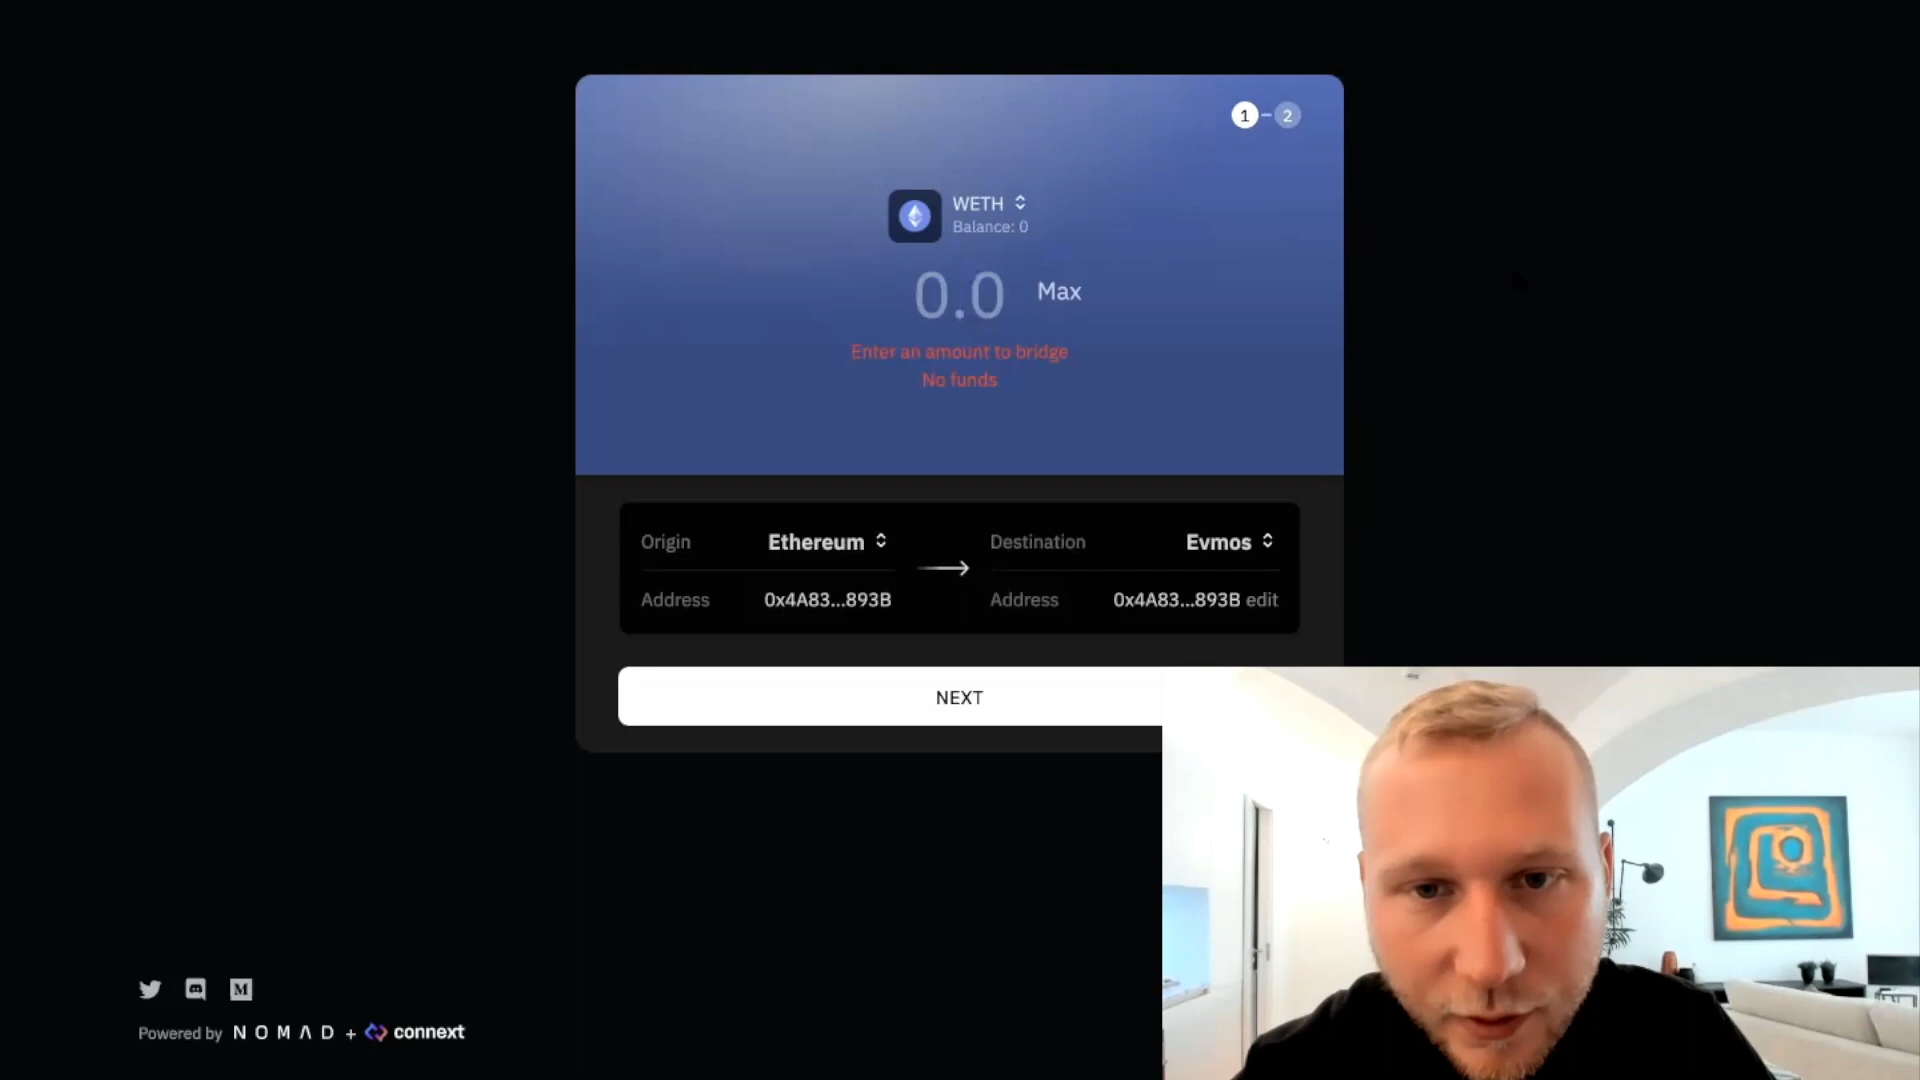 1 - 2
WETH
Balance: 0
0.0 Max
Enter an amount to bridge
No funds
Origin Ethereum Destination Evmos
Address 0x4A83...893B Address 0x4A83...893B edit
NEXT
M
Powered by NOMAD + connext